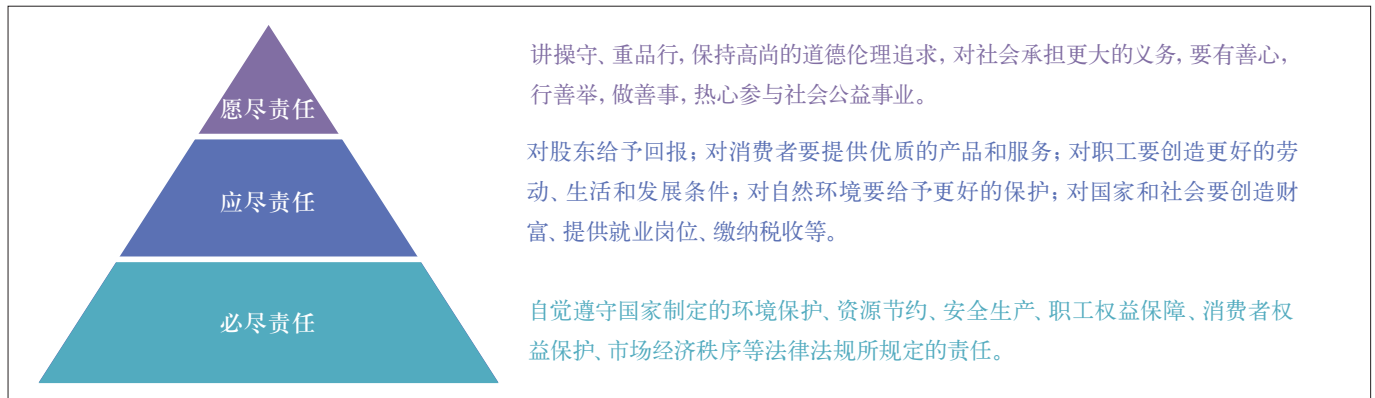 愿尽责任
讲操守、重品行, 保持高尚的道德伦理追求, 对社会承担更大的义务, 要有善心,
行善举, 做善事, 热心参与社会公益事业。
应尽责任
对股东给予回报; 对消费者要提供优质的产品和服务; 对职工要创造更好的劳
动、生活和发展条件; 对自然环境要给予更好的保护; 对国家和社会要创造财
富、提供就业岗位、缴纳税收等。
必尽责任
自觉遵守国家制定的环境保护、资源节约、安全生产、职工权益保障、消费者权
益保护、市场经济秩序等法律法规所规定的责任。